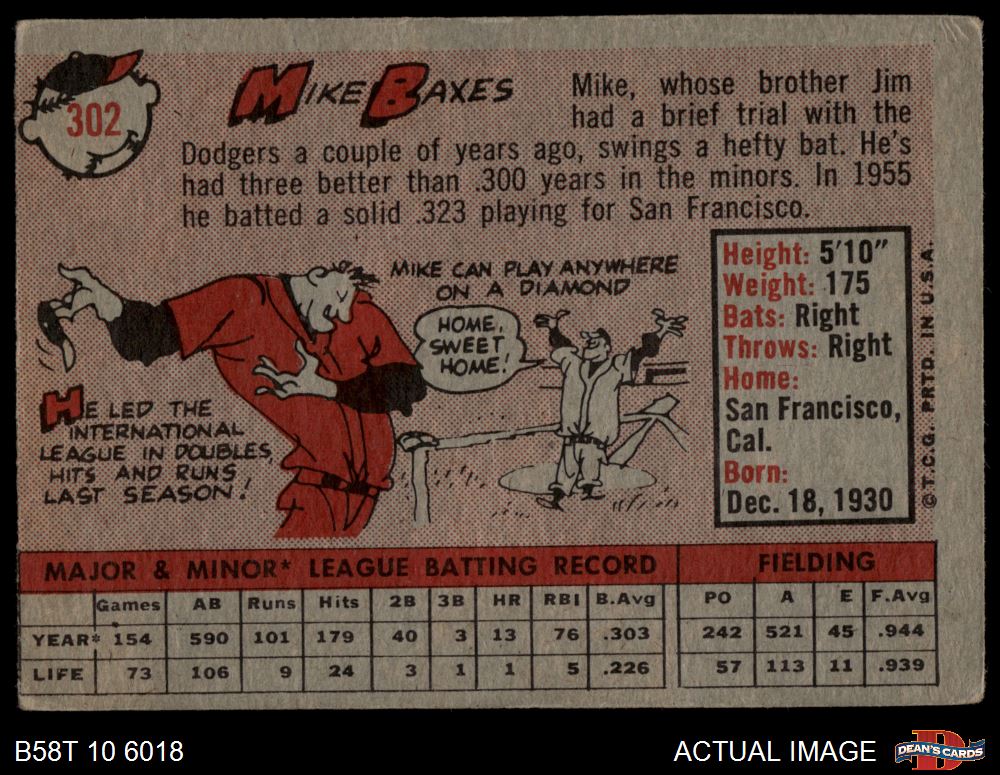 302
MIKE BAXES
Mike, whose brother Jim
had a brief trial with the
Dodgers a couple of years ago, swings a hefty bat. He's
had three better than .300 years in the minors. In 1955
he batted a solid .323 playing for San Francisco.
MIKE CAN PLAY ANYWHERE
ON A DIAMOND
HOME,
SWEET
HOME!
HE LED THE
INTERNATIONAL
LEAGUE IN DOUBLES,
HITS AND RUNS
LAST SEASON!
Height: 5'10"
Weight: 175
Bats: Right
Throws: Right
Home:
San Francisco,
Cal.
Born:
Dec. 18, 1930
© T.C.G. PRTD. IN U.S.A.
MAJOR & MINOR* LEAGUE BATTING RECORD FIELDING
Games AB Runs Hits 2B 3B HR RBI B.Avg PO A E F.Avg
YEAR* 154 590 101 179 40 3 13 76 .303 242 521 45 .944
LIFE 73 106 9 24 3 1 1 5 .226 57 113 11 .939
B58T 10 6018 ACTUAL IMAGE DEAN'S CARDS